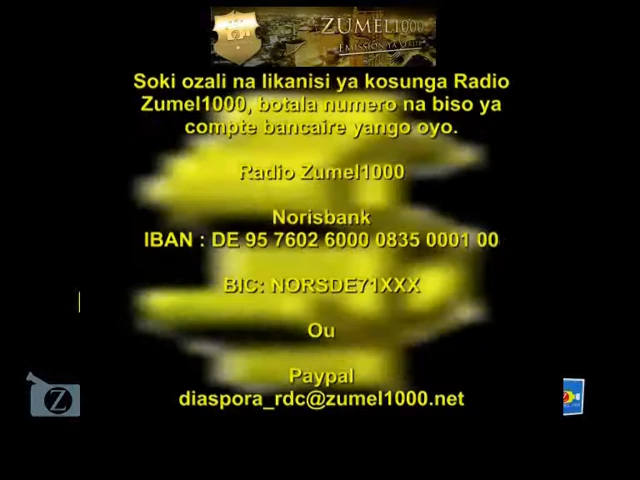 ZUMEL1000
EMISSION YA VERITE
Soki ozali na likanisi ya kosunga Radio
Zumel1000, botala numero na biso ya
compte bancaire yango oyo.
Radio Zumel1000
Norisbank
IBAN : DE 95 7602 6000 0835 0001 00
BIC: NORSDE71XXX
Ou
Paypal
diaspora_rdc@zumel1000.net
Z